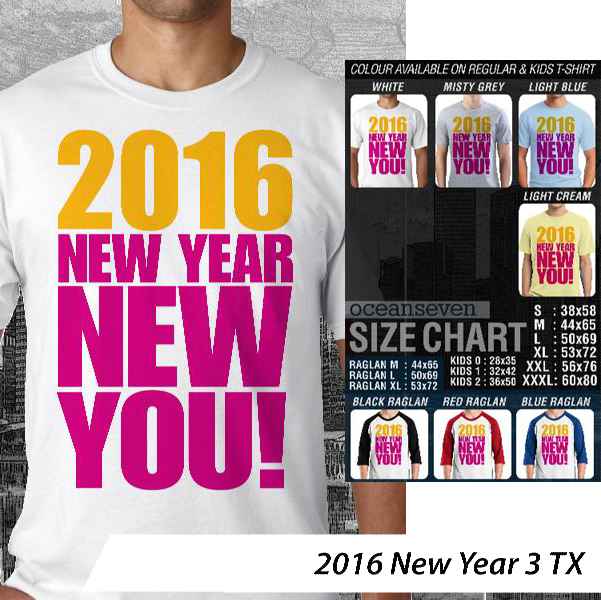 2016
NEW YEAR
NEW
YOU!
COLOUR AVAILABLE ON REGULAR & KIDS T-SHIRT
WHITE
MISTY GREY
LIGHT BLUE
2016
NEW YEAR
NEW
YOU!
2016
NEW YEAR
NEW
YOU!
2016
NEW YEAR
NEW
YOU!
LIGHT CREAM
2016
NEW YEAR
NEW
YOU!
oceanseven
SIZE CHART
S : 38x58
M : 44x65
L : 50x69
XL : 53x72
XXL : 56x76
XXXL: 60x80
RAGLAN M : 44x65
RAGLAN L : 50x69
RAGLAN XL : 53x72
KIDS 0 : 28x35
KIDS 1 : 32x42
KIDS 2 : 36x50
BLACK RAGLAN
RED RAGLAN
BLUE RAGLAN
2016
NEW YEAR
NEW
YOU!
2016
NEW YEAR
NEW
YOU!
2016
NEW YEAR
NEW
YOU!
2016 New Year 3 TX